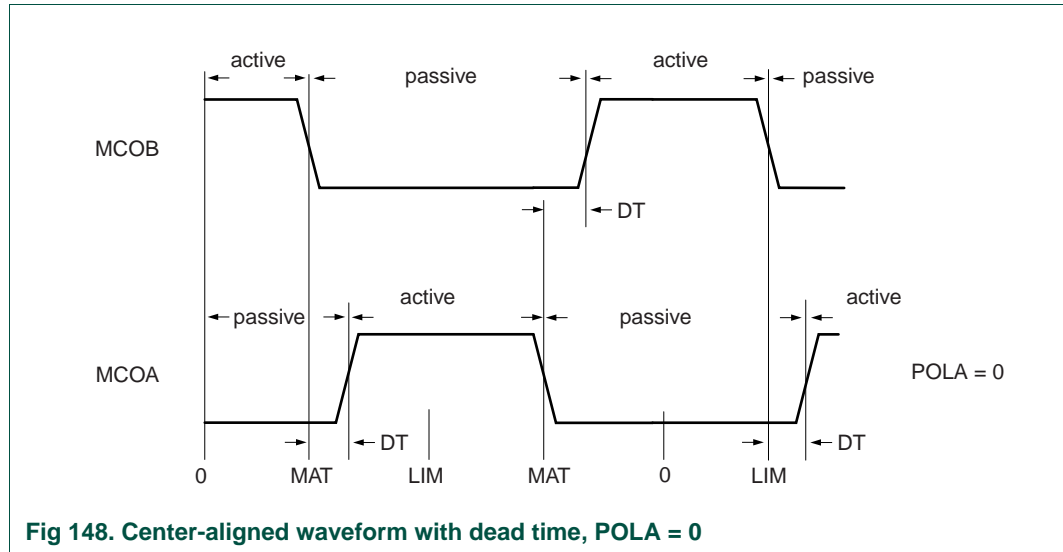 active passive active passive
MCOB
DT
passive active passive active
MCOA POLA = 0
DT DT
0 MAT LIM MAT 0 LIM
Fig 148. Center-aligned waveform with dead time, POLA = 0